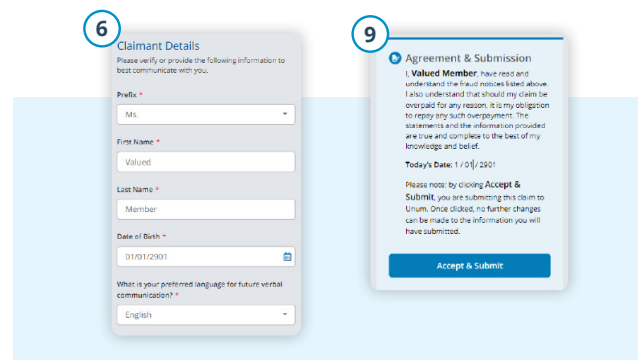 6
Claimant Details
Please verify or provide the following information to
best communicate with you.
Prefix *
Ms.
First Name *
Valued
Last Name *
Member
Date of Birth *
01/01/2901
What is your preferred language for future verbal
communication? *
English
9
Agreement & Submission
I, Valued Member, have read and
understand the fraud notices listed above.
I also understand that should my claim be
overpaid for any reason, it is my obligation
to repay any such overpayment. The
statements and the information provided
are true and complete to the best of my
knowledge and belief.
Today's Date: 1 / 01 / 2901
Please note: by clicking Accept &
Submit, you are submitting this claim to
Unum. Once clicked, no further changes
can be made to the information you will
have submitted.
Accept & Submit